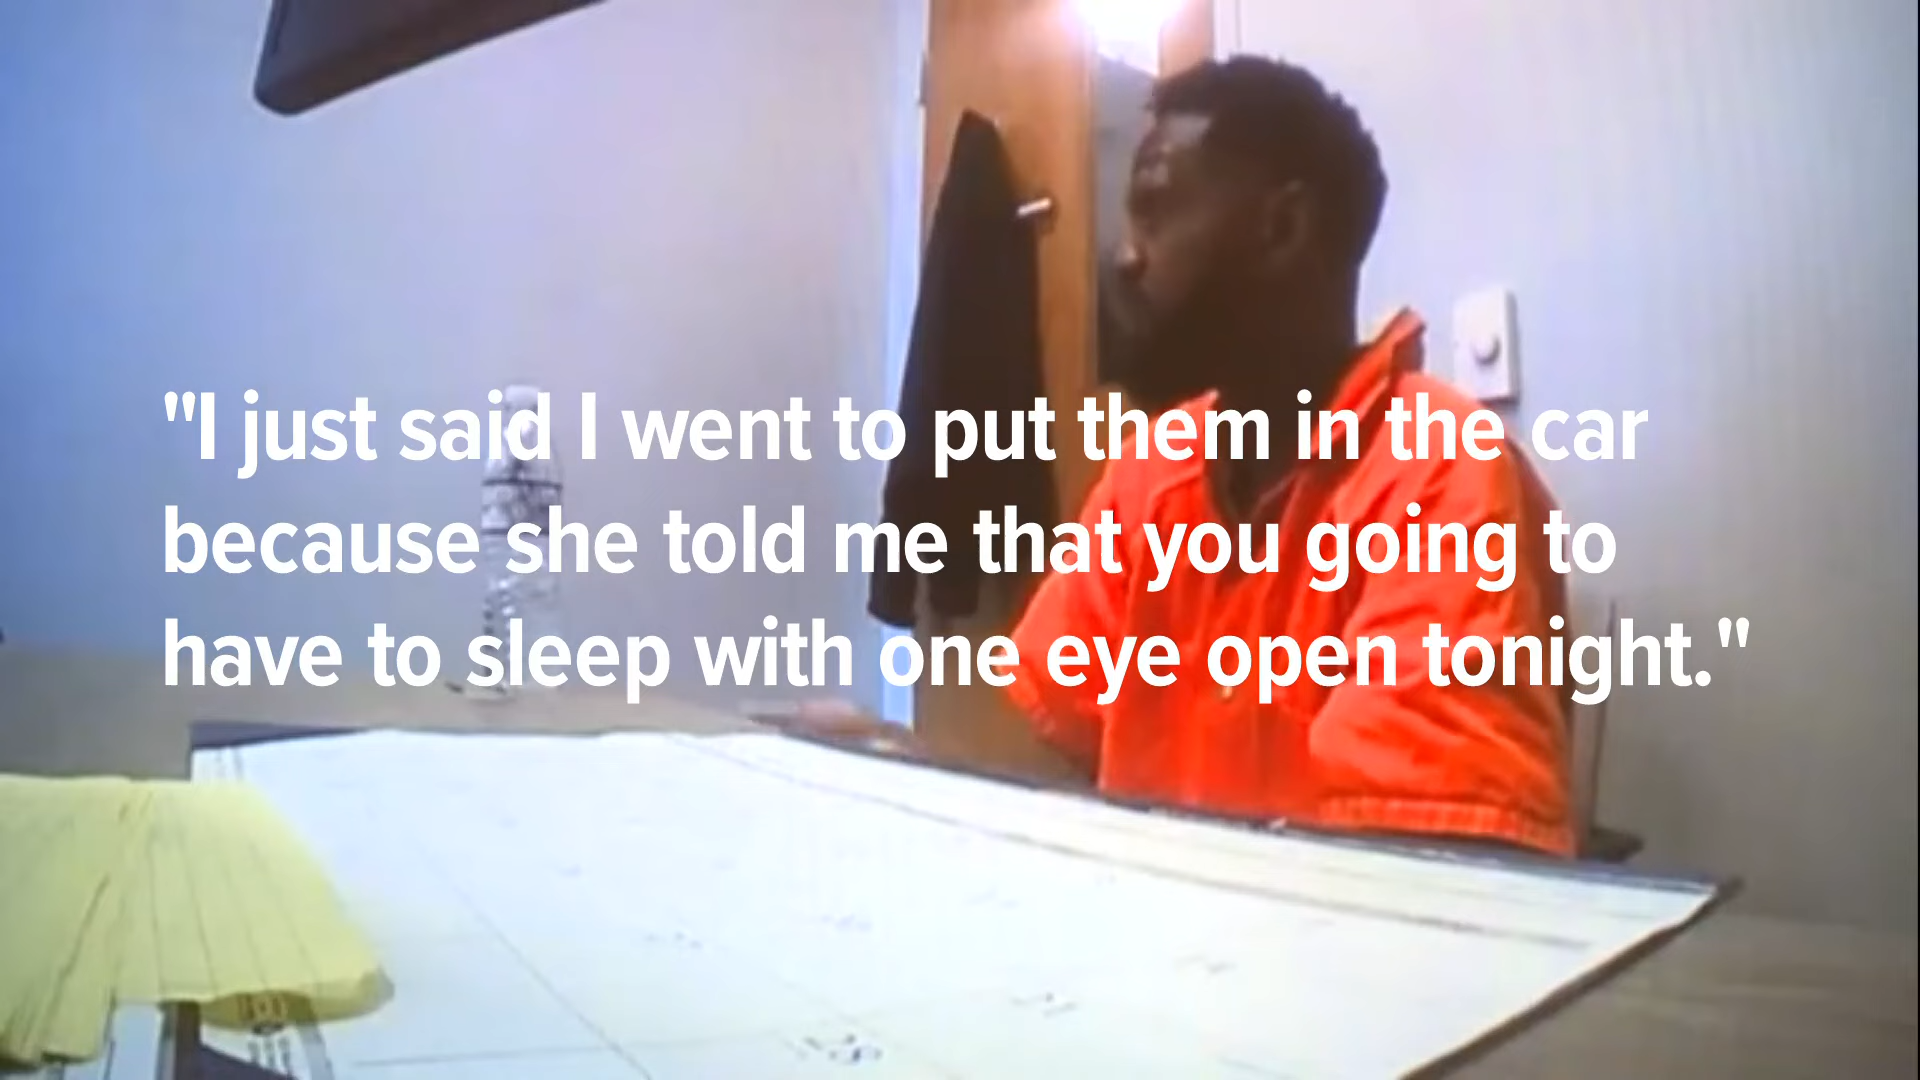 "I just said I went to put them in the car
because she told me that you going to
have to sleep with one eye open tonight."